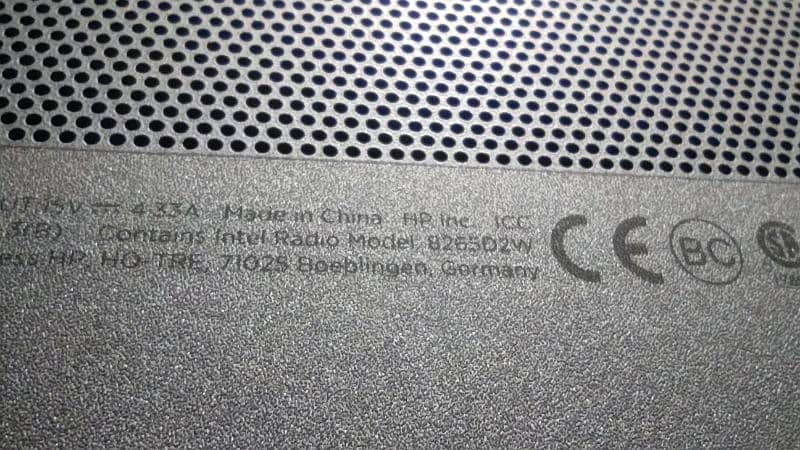 15V ⎓ 4.33A Made in China HP Inc. ICC
3(B) Contains Intel Radio Model 8265D2W
HP, HQ-TRE, 71025 Boeblingen, Germany
CE BC